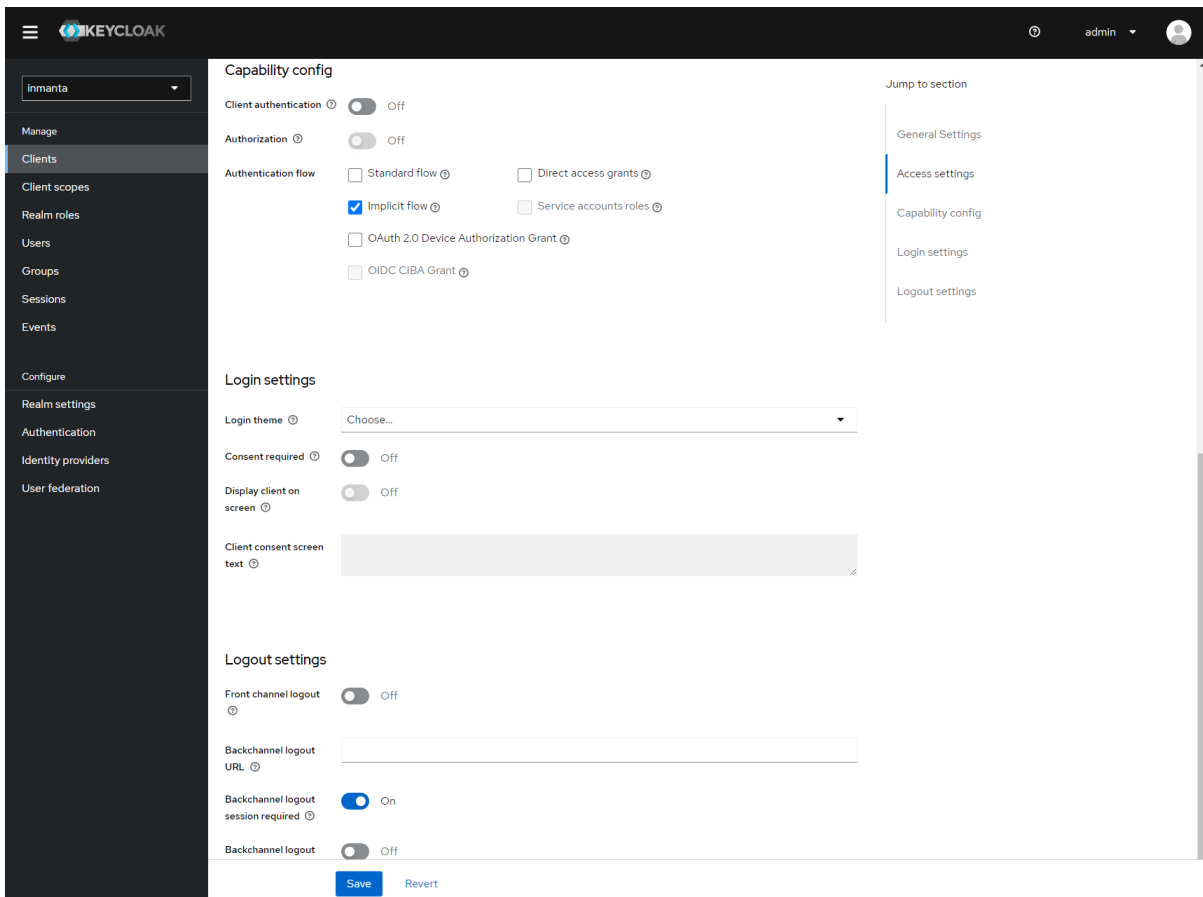 KEYCLOAK
admin
inmanta
Manage
Clients
Client scopes
Realm roles
Users
Groups
Sessions
Events
Configure
Realm settings
Authentication
Identity providers
User federation
Capability config
Client authentication
Off
Authorization
Off
Authentication flow
Standard flow
Direct access grants
Implicit flow
Service accounts roles
OAuth 2.0 Device Authorization Grant
OIDC CIBA Grant
Login settings
Login theme
Choose...
Consent required
Off
Display client on
screen
Off
Client consent screen
text
Logout settings
Front channel logout
Off
Backchannel logout
URL
Backchannel logout
session required
On
Backchannel logout
Off
Save
Revert
Jump to section
General Settings
Access settings
Capability config
Login settings
Logout settings